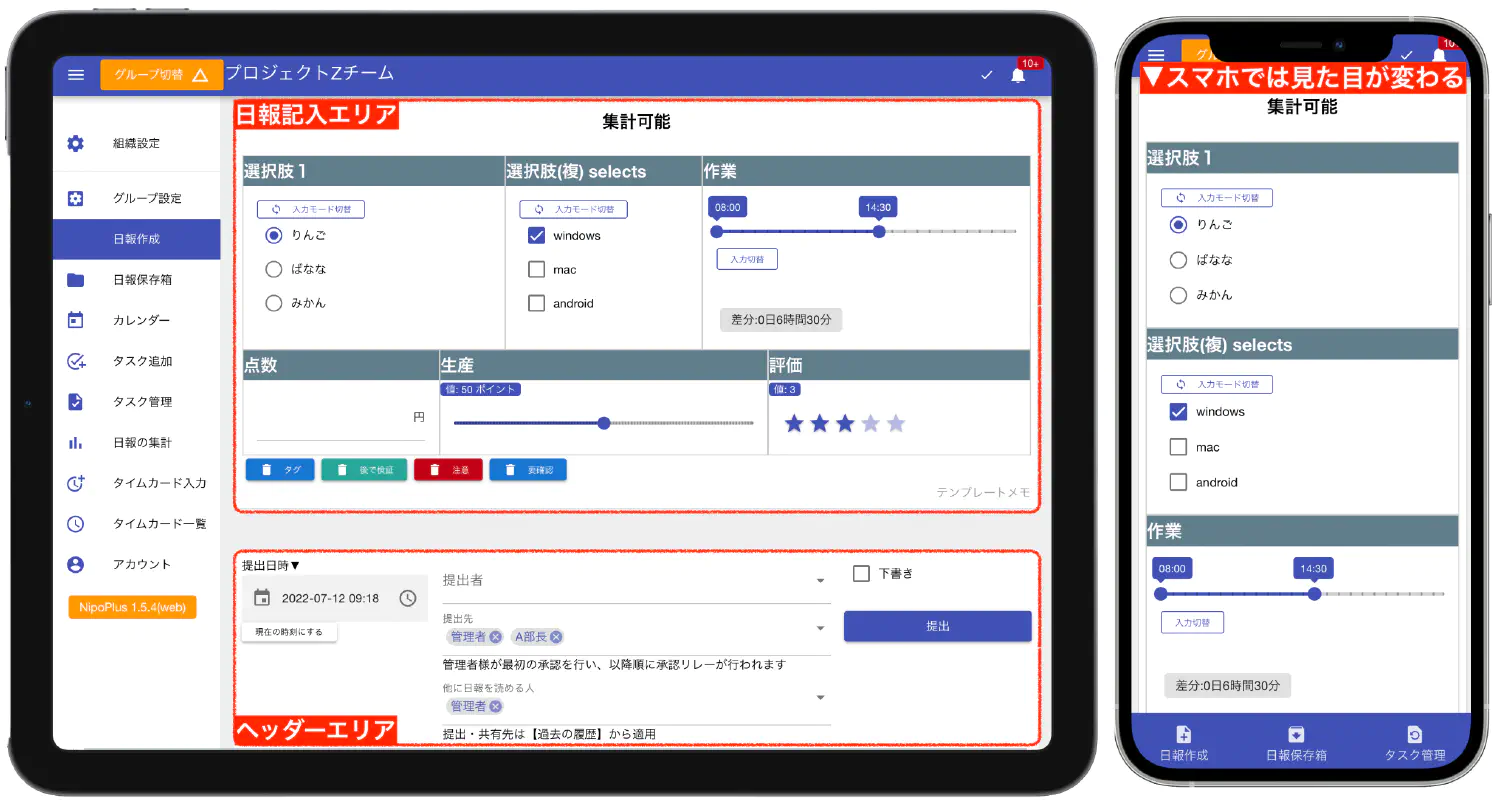 グループ切替
プロジェクトZチーム
10+
組織設定
グループ設定
日報作成
日報保存箱
カレンダー
タスク追加
タスク管理
日報の集計
タイムカード入力
タイムカード一覧
アカウント
NipoPlus 1.5.4(web)
日報記入エリア
集計可能
選択肢1
入力モード切替
りんご
ばなな
みかん
選択肢(複) selects
入力モード切替
windows
mac
android
作業
08:00
14:30
入力切替
差分:0日6時間30分
点数
円
生産
値: 50 ポイント
評価
値: 3
タグ
後で検証
注意
要確認
テンプレートメモ
提出日時▼
2022-07-12 09:18
現在の時刻にする
提出者
提出先
管理者 A部長
管理者様が最初の承認を行い、以降順に承認リレーが行われます
他に日報を読める人
管理者
提出・共有先は【過去の履歴】から適用
下書き
提出
ヘッダーエリア
10
▼スマホでは見た目が変わる
集計可能
選択肢1
入力モード切替
りんご
ばなな
みかん
選択肢(複) selects
入力モード切替
windows
mac
android
作業
08:00
14:30
入力切替
差分:0日6時間30分
日報作成
日報保存箱
タスク管理